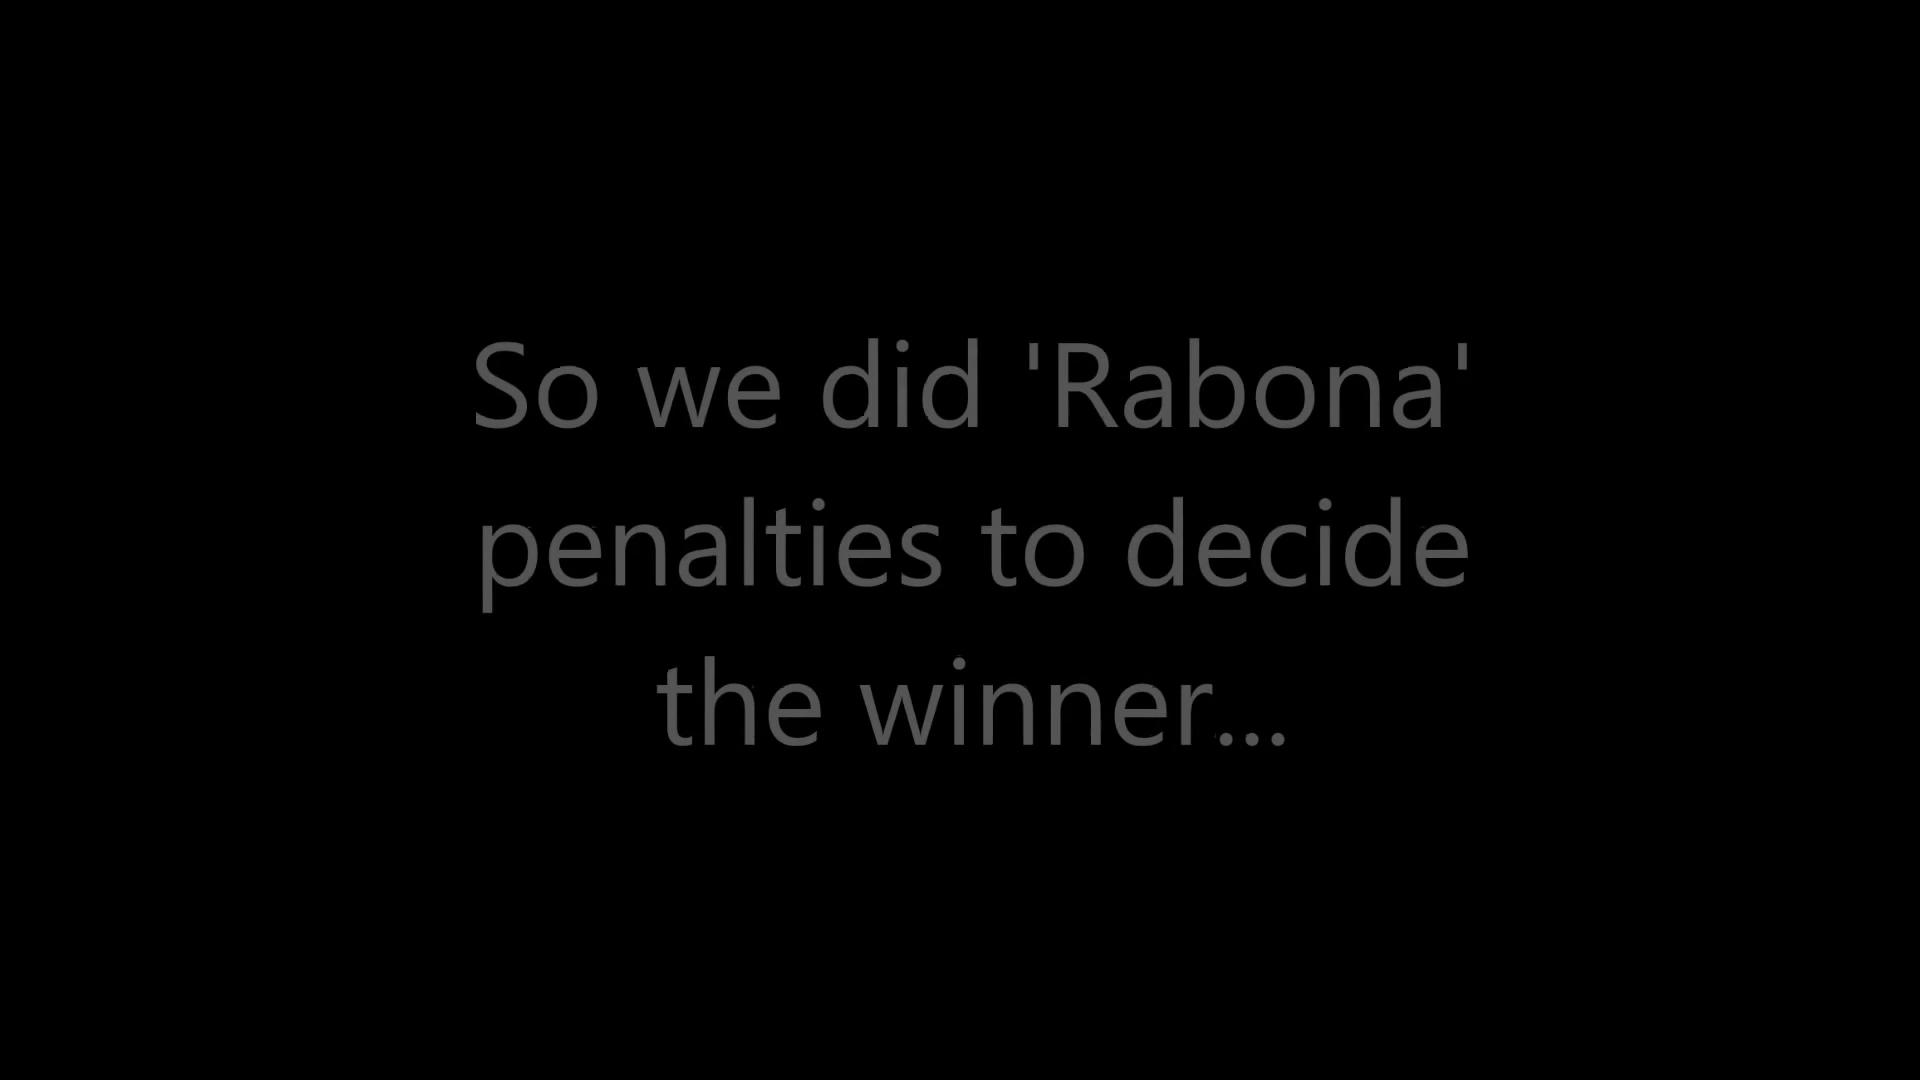 So we did 'Rabona'
penalties to decide
the winner...